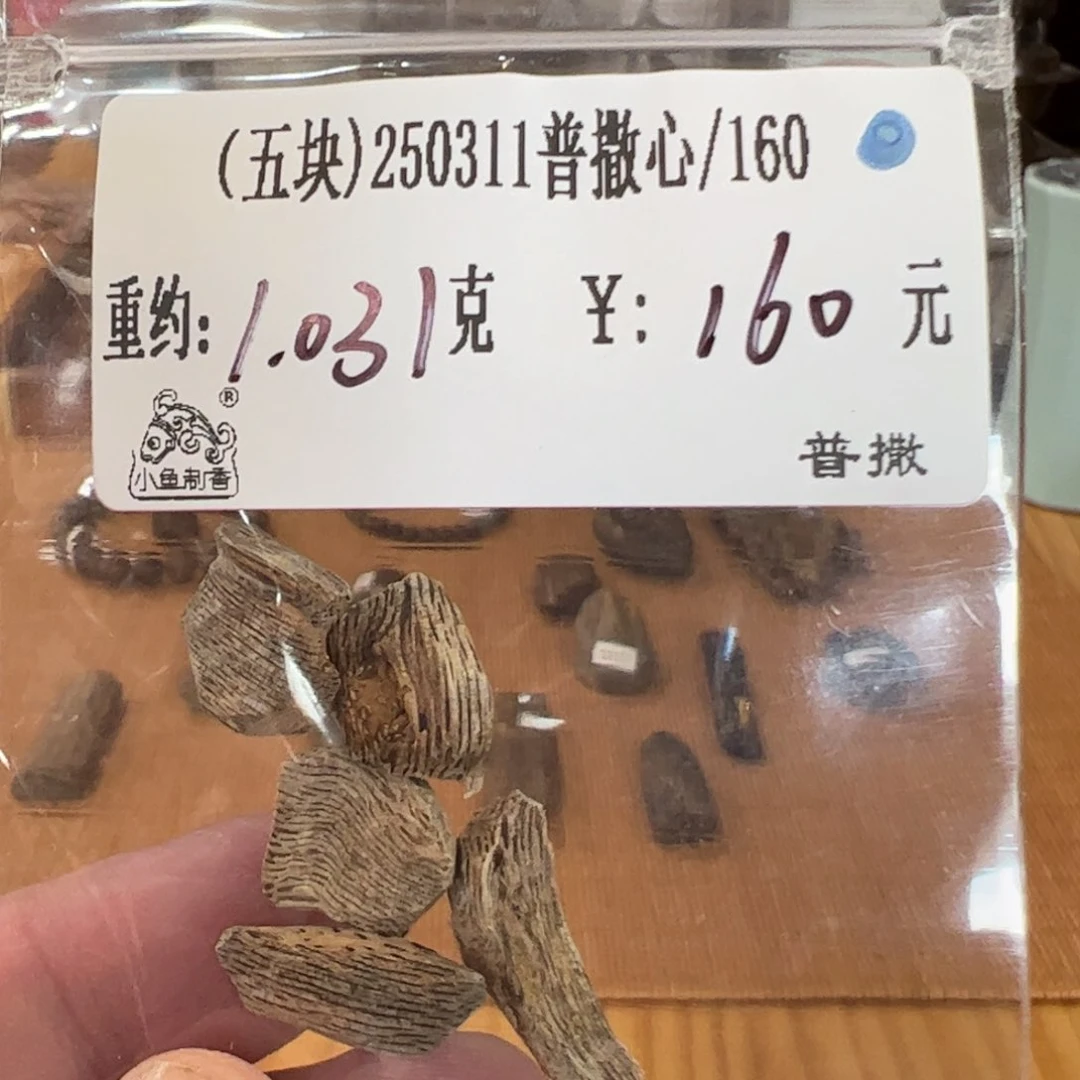 (五块)250311普撒心/160
重约: 1.031克 ¥: 160 元
®
小鱼制香
普撒